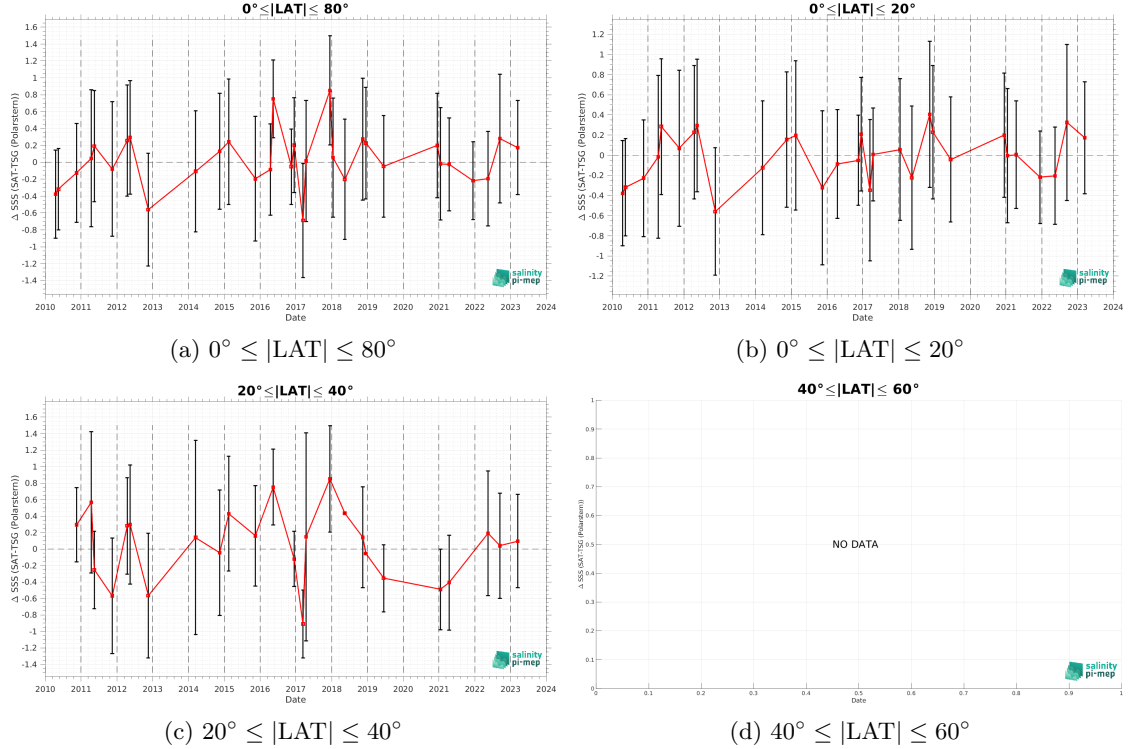 0°≤|LAT|≤ 80°
Δ SSS (SAT-TSG (Polarstern))
1.6
1.4
1.2
1
0.8
0.6
0.4
0.2
0
-0.2
-0.4
-0.6
-0.8
-1
-1.2
-1.4
2010 2011 2012 2013 2014 2015 2016 2017 2018 2019 2020 2021 2022 2023 2024
Date
salinity
pi-mep
(a) 0° ≤ |LAT| ≤ 80°
0°≤|LAT|≤ 20°
Δ SSS (SAT-TSG (Polarstern))
1.2
1
0.8
0.6
0.4
0.2
0
-0.2
-0.4
-0.6
-0.8
-1
-1.2
2010 2011 2012 2013 2014 2015 2016 2017 2018 2019 2020 2021 2022 2023 2024
Date
salinity
pi-mep
(b) 0° ≤ |LAT| ≤ 20°
20°≤|LAT|≤ 40°
Δ SSS (SAT-TSG (Polarstern))
1.6
1.4
1.2
1
0.8
0.6
0.4
0.2
0
-0.2
-0.4
-0.6
-0.8
-1
-1.2
-1.4
2010 2011 2012 2013 2014 2015 2016 2017 2018 2019 2020 2021 2022 2023 2024
Date
salinity
pi-mep
(c) 20° ≤ |LAT| ≤ 40°
40°≤|LAT|≤ 60°
Δ SSS (SAT-TSG (Polarstern))
1
0.9
0.8
0.7
0.6
0.5
0.4
0.3
0.2
0.1
0
NO DATA
0 0.1 0.2 0.3 0.4 0.5 0.6 0.7 0.8 0.9 1
Date
salinity
pi-mep
(d) 40° ≤ |LAT| ≤ 60°